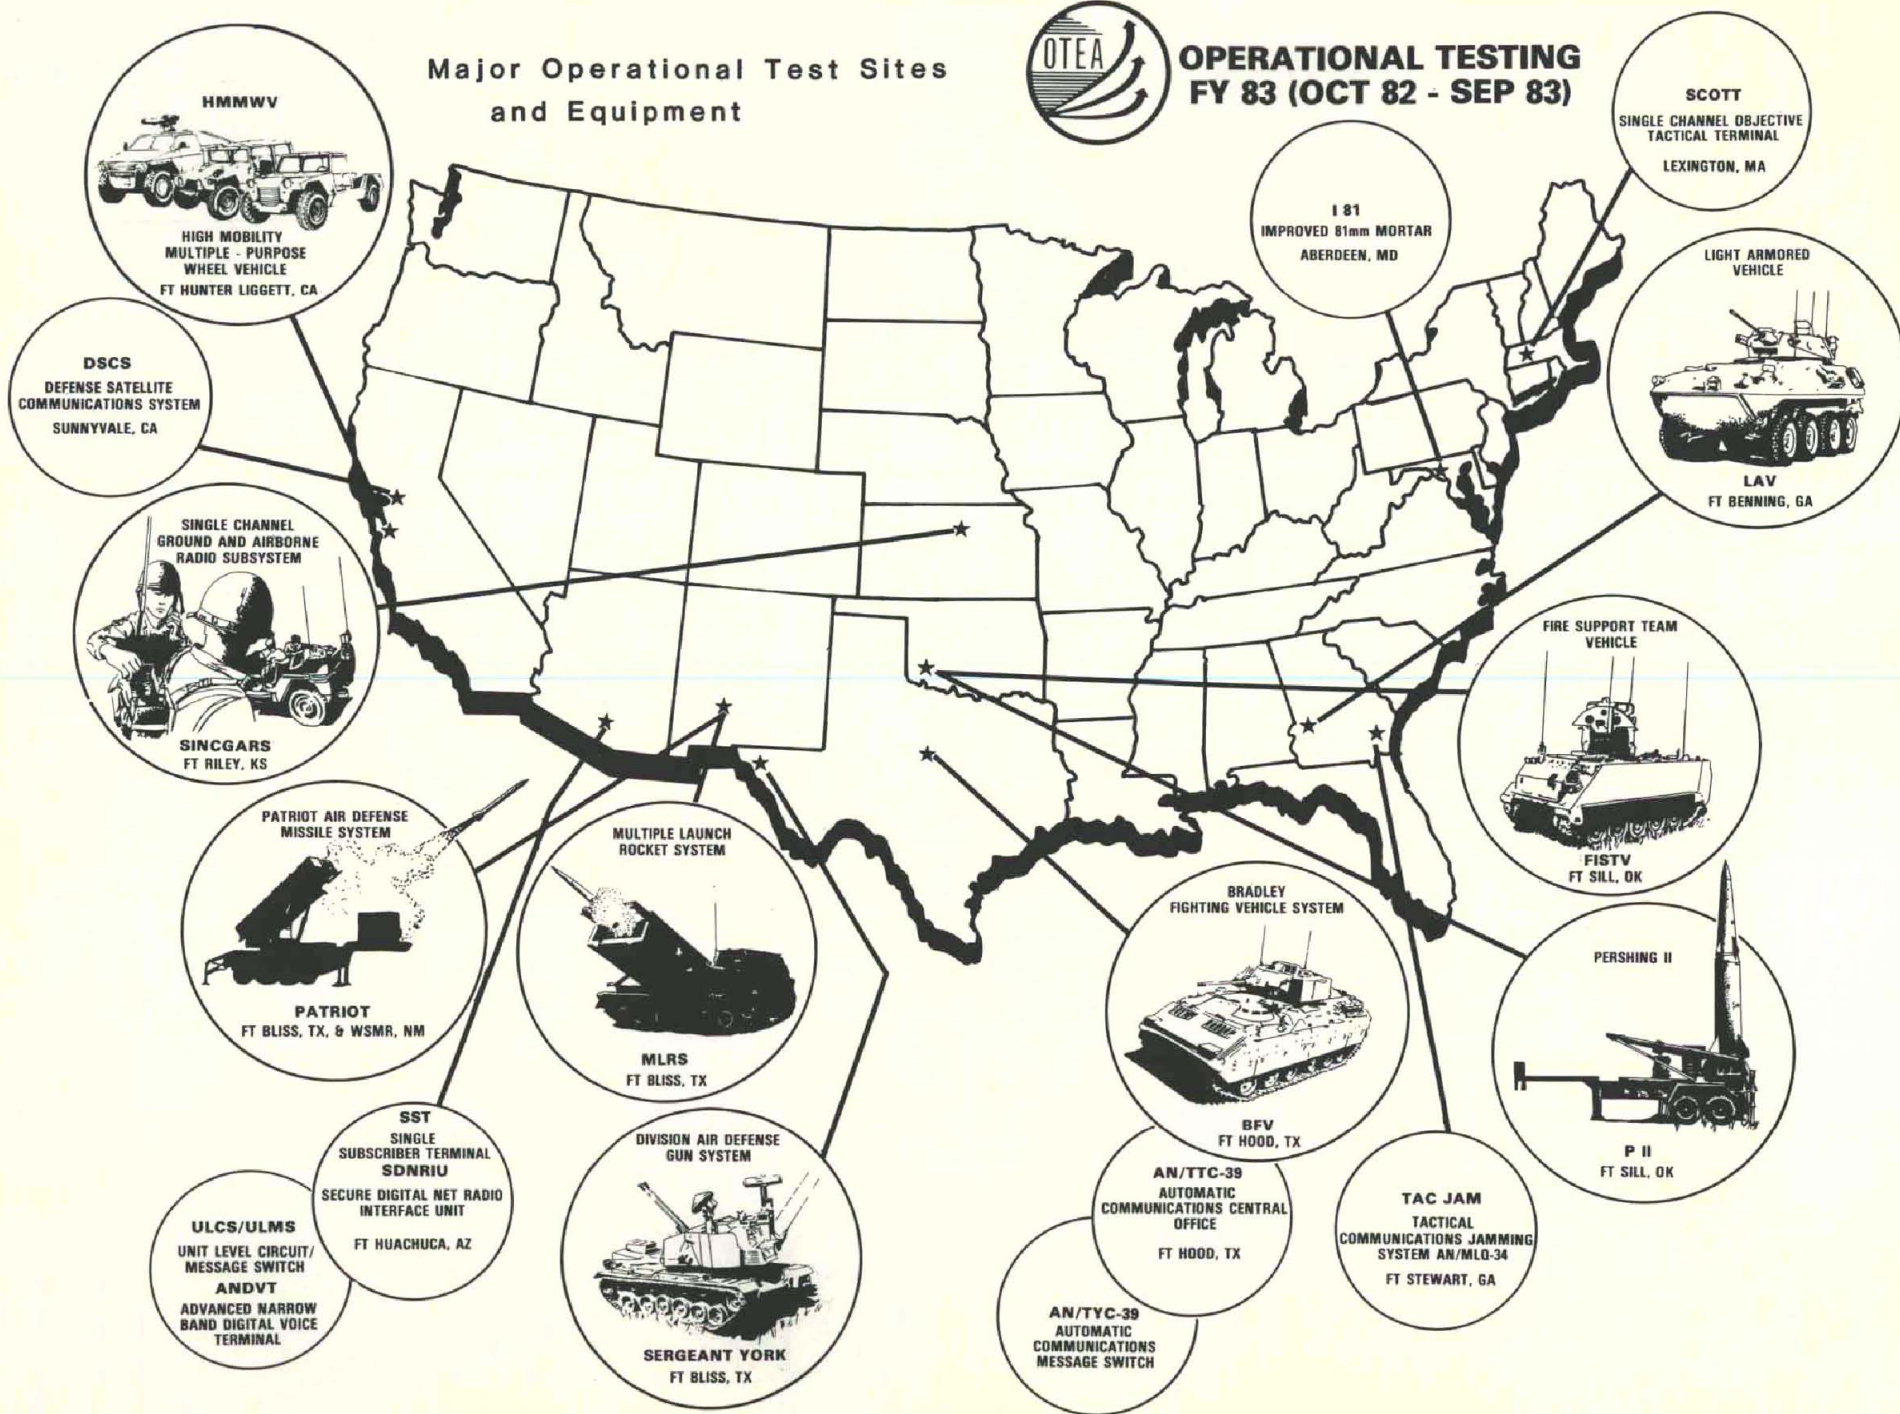 Major Operational Test Sites
and Equipment
OTEA
OPERATIONAL TESTING
FY 83 (OCT 82 - SEP 83)
HMMWV
HIGH MOBILITY
MULTIPLE - PURPOSE
WHEEL VEHICLE
FT HUNTER LIGGETT, CA
DSCS
DEFENSE SATELLITE
COMMUNICATIONS SYSTEM
SUNNYVALE, CA
SINGLE CHANNEL
GROUND AND AIRBORNE
RADIO SUBSYSTEM
SINCGARS
FT RILEY, KS
PATRIOT AIR DEFENSE
MISSILE SYSTEM
PATRIOT
FT BLISS, TX, & WSMR, NM
MULTIPLE LAUNCH
ROCKET SYSTEM
MLRS
FT BLISS, TX
SST
SINGLE
SUBSCRIBER TERMINAL
SDNRIU
SECURE DIGITAL NET RADIO
INTERFACE UNIT
FT HUACHUCA, AZ
ULCS/ULMS
UNIT LEVEL CIRCUIT/
MESSAGE SWITCH
ANDVT
ADVANCED NARROW
BAND DIGITAL VOICE
TERMINAL
DIVISION AIR DEFENSE
GUN SYSTEM
SERGEANT YORK
FT BLISS, TX
I 81
IMPROVED 81mm MORTAR
ABERDEEN, MD
SCOTT
SINGLE CHANNEL OBJECTIVE
TACTICAL TERMINAL
LEXINGTON, MA
LIGHT ARMORED
VEHICLE
LAV
FT BENNING, GA
FIRE SUPPORT TEAM
VEHICLE
FISTV
FT SILL, OK
BRADLEY
FIGHTING VEHICLE SYSTEM
BFV
FT HOOD, TX
AN/TTC-39
AUTOMATIC
COMMUNICATIONS CENTRAL
OFFICE
FT HOOD, TX
AN/TYC-39
AUTOMATIC
COMMUNICATIONS
MESSAGE SWITCH
TAC JAM
TACTICAL
COMMUNICATIONS JAMMING
SYSTEM AN/MLQ-34
FT STEWART, GA
PERSHING II
P II
FT SILL, OK